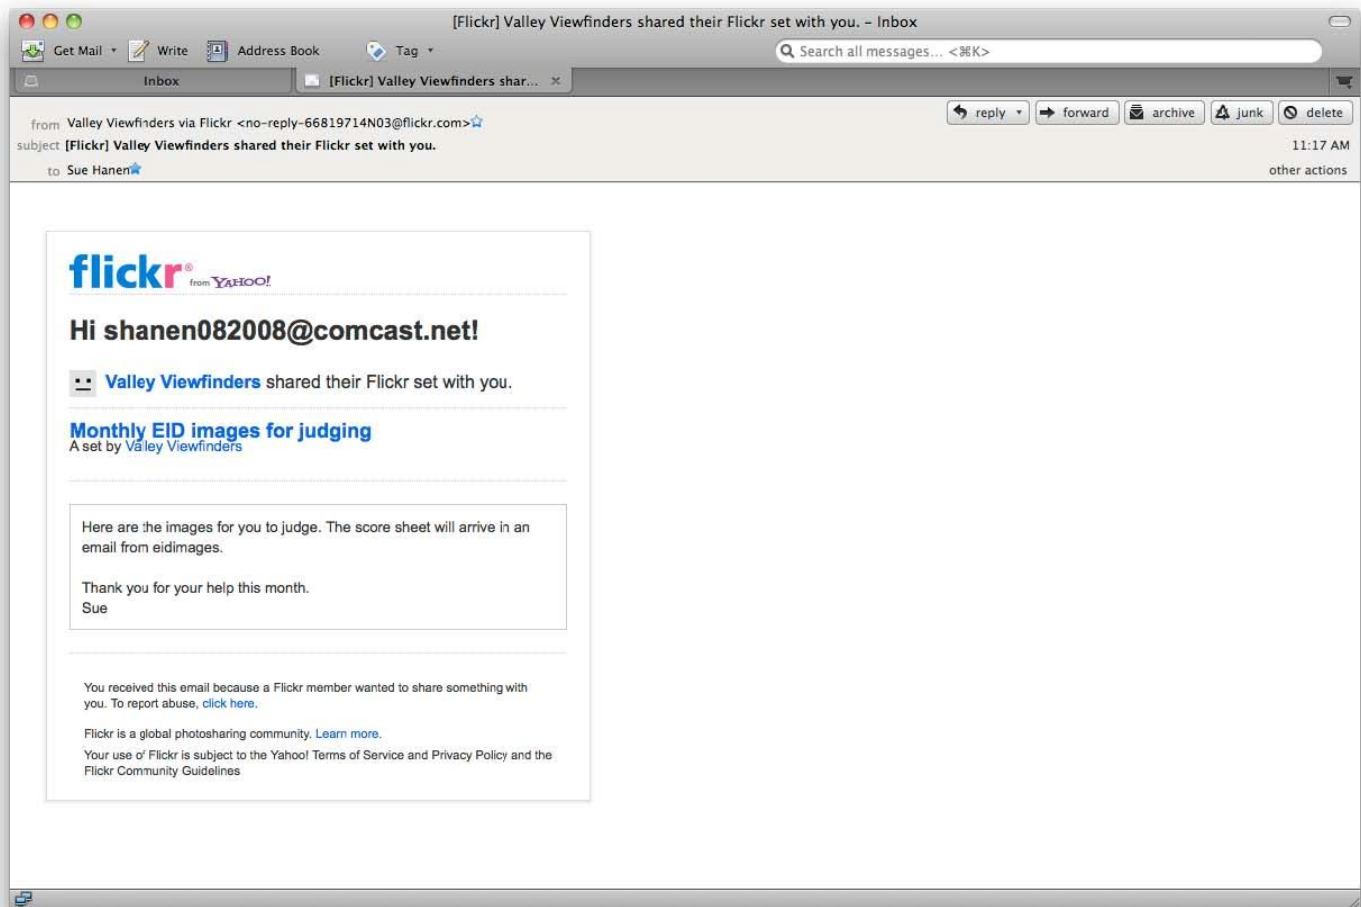 [Flickr] Valley Viewfinders shared their Flickr set with you. – Inbox
Get Mail Write Address Book Tag Search all messages... <⌘K>
Inbox [Flickr] Valley Viewfinders shar... ×
from Valley Viewfinders via Flickr <no-reply-66819714N03@flickr.com> reply forward archive junk delete
subject [Flickr] Valley Viewfinders shared their Flickr set with you. 11:17 AM
to Sue Hanen other actions
flickr® from YAHOO!
Hi shanen082008@comcast.net!
Valley Viewfinders shared their Flickr set with you.
Monthly EID images for judging
A set by Valley Viewfinders
Here are the images for you to judge. The score sheet will arrive in an
email from eidimages.
Thank you for your help this month.
Sue
You received this email because a Flickr member wanted to share something with
you. To report abuse, click here.
Flickr is a global photosharing community. Learn more.
Your use of Flickr is subject to the Yahoo! Terms of Service and Privacy Policy and the
Flickr Community Guidelines